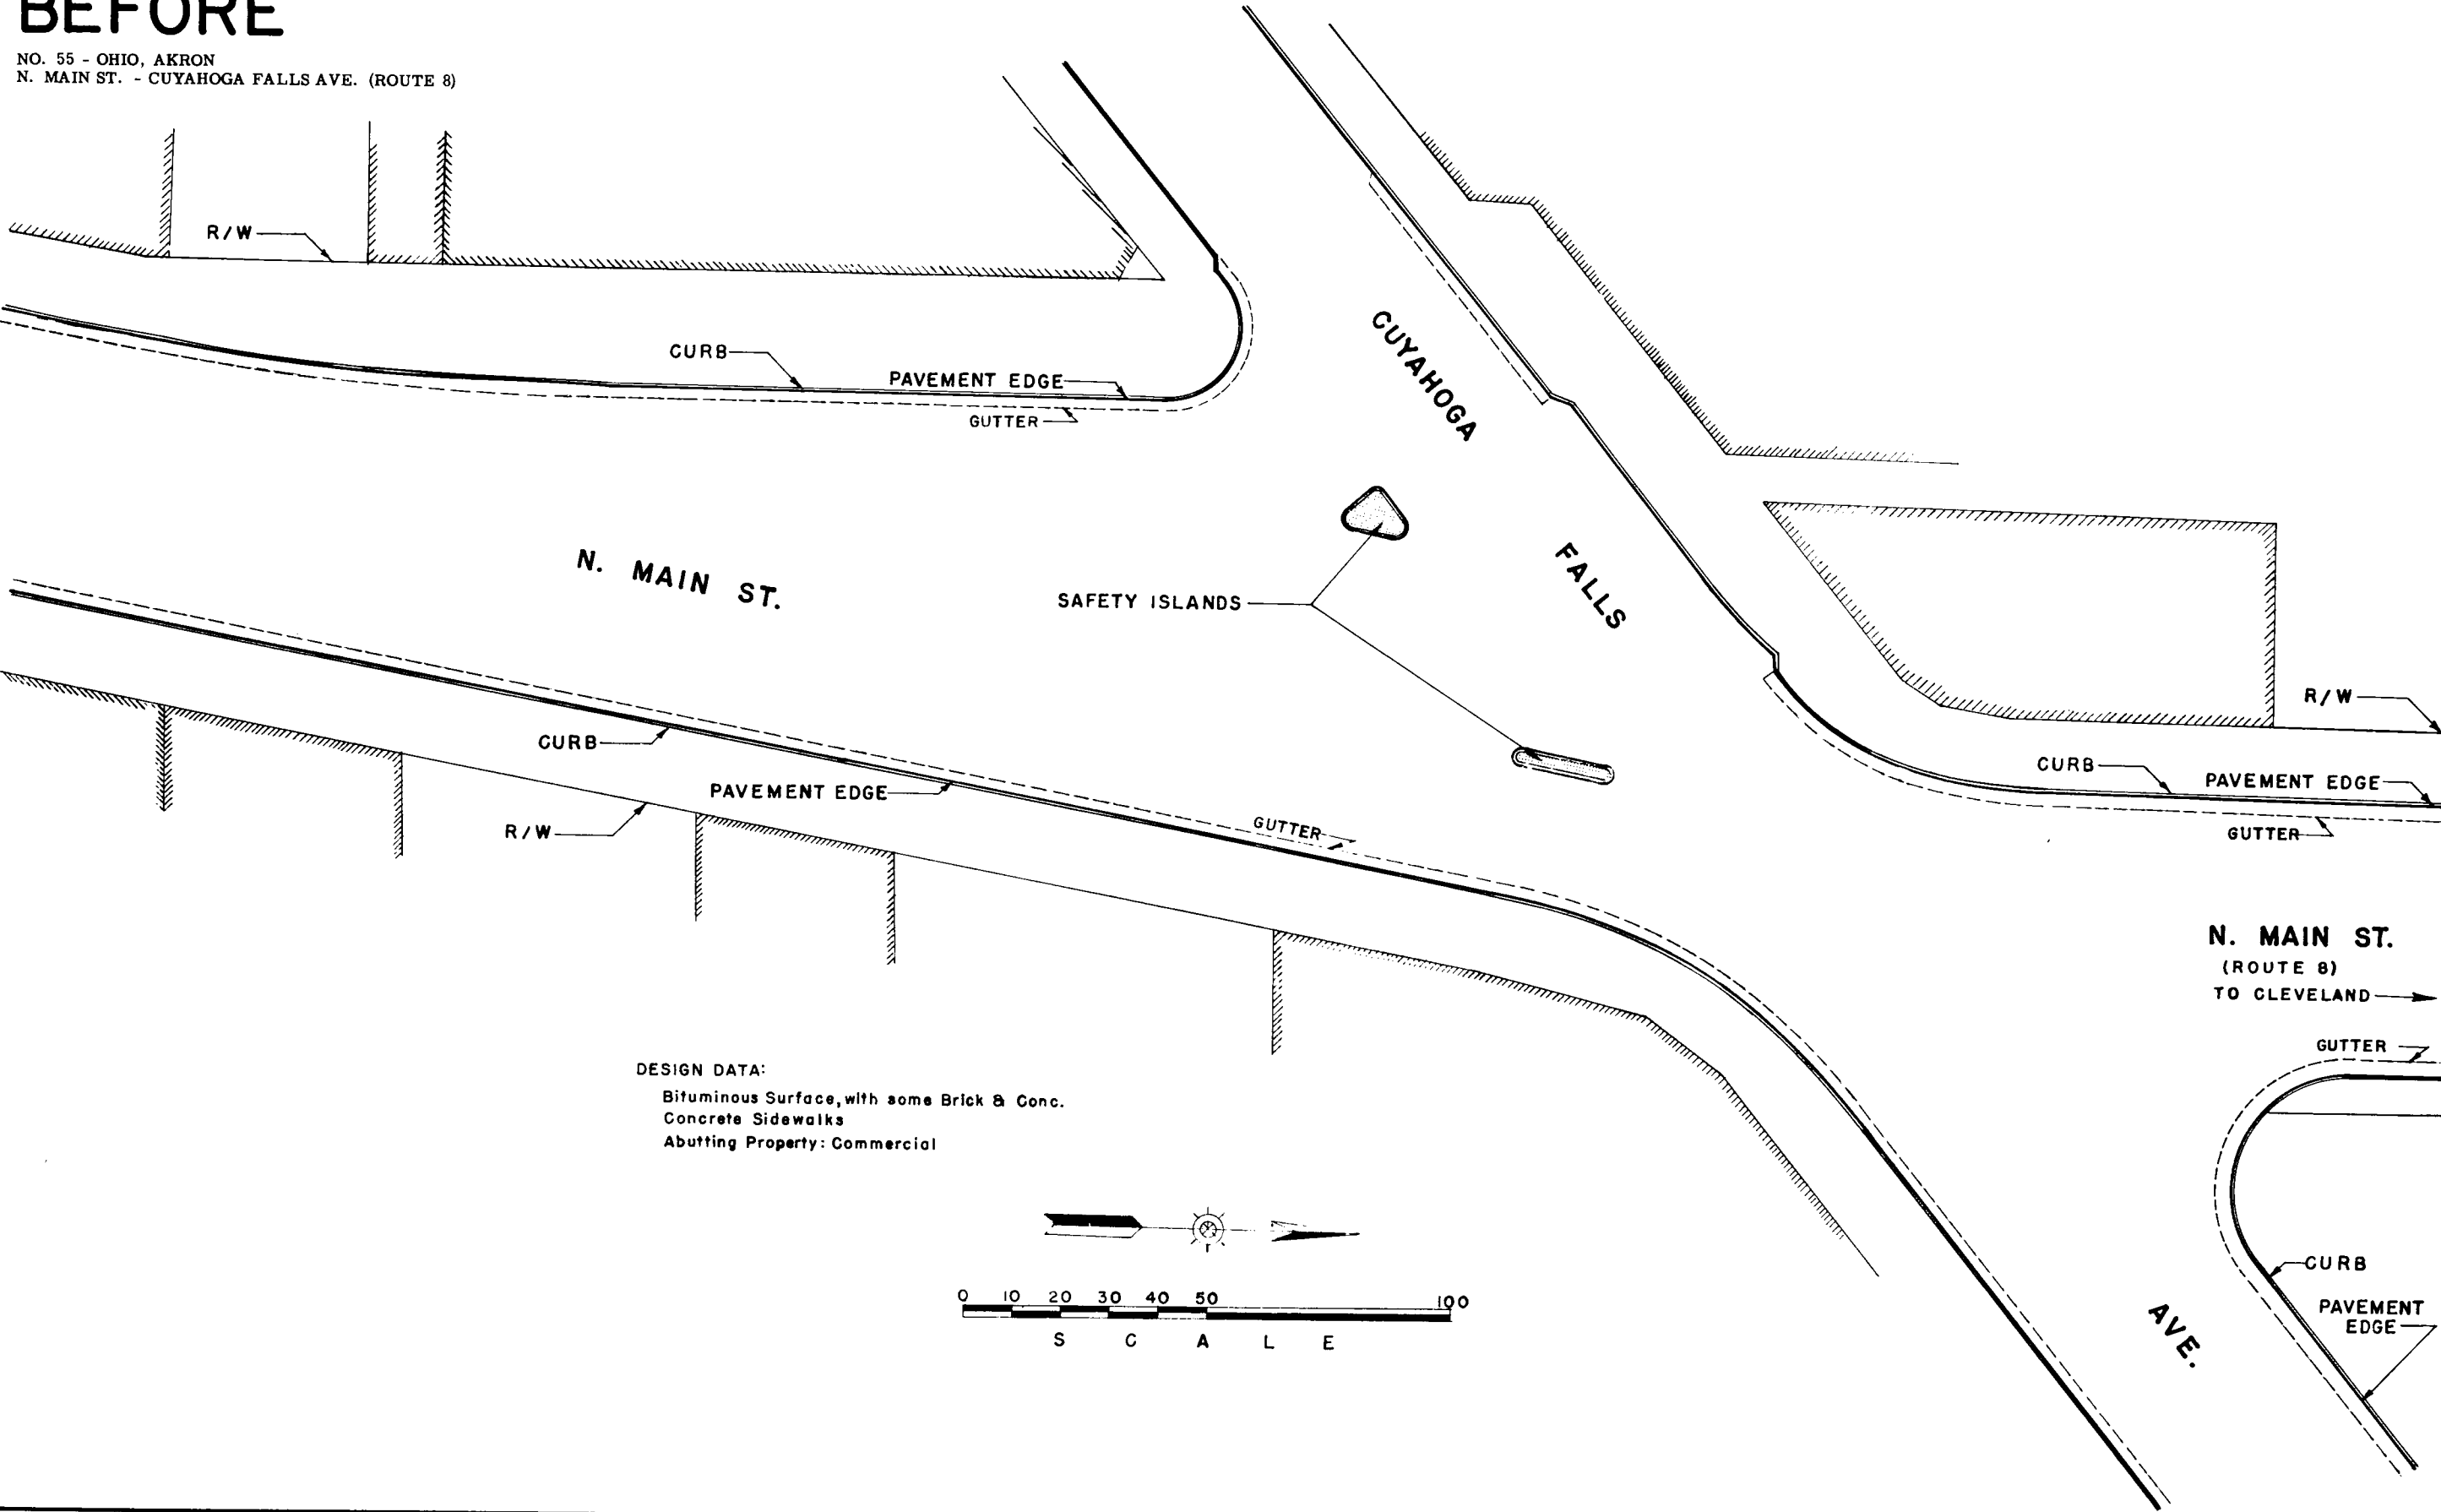 BEFORE
NO. 55 - OHIO, AKRON
N. MAIN ST. - CUYAHOGA FALLS AVE. (ROUTE 8)
R/W
CURB
PAVEMENT EDGE
GUTTER
CUYAHOGA
FALLS
N. MAIN ST.
SAFETY ISLANDS
R/W
CURB
PAVEMENT EDGE
GUTTER
CURB
PAVEMENT EDGE
R/W
GUTTER
N. MAIN ST.
(ROUTE 8)
TO CLEVELAND
GUTTER
CURB
PAVEMENT
EDGE
AVE.
DESIGN DATA:
Bituminous Surface, with some Brick & Conc.
Concrete Sidewalks
Abutting Property: Commercial
0 10 20 30 40 50 100
SCALE